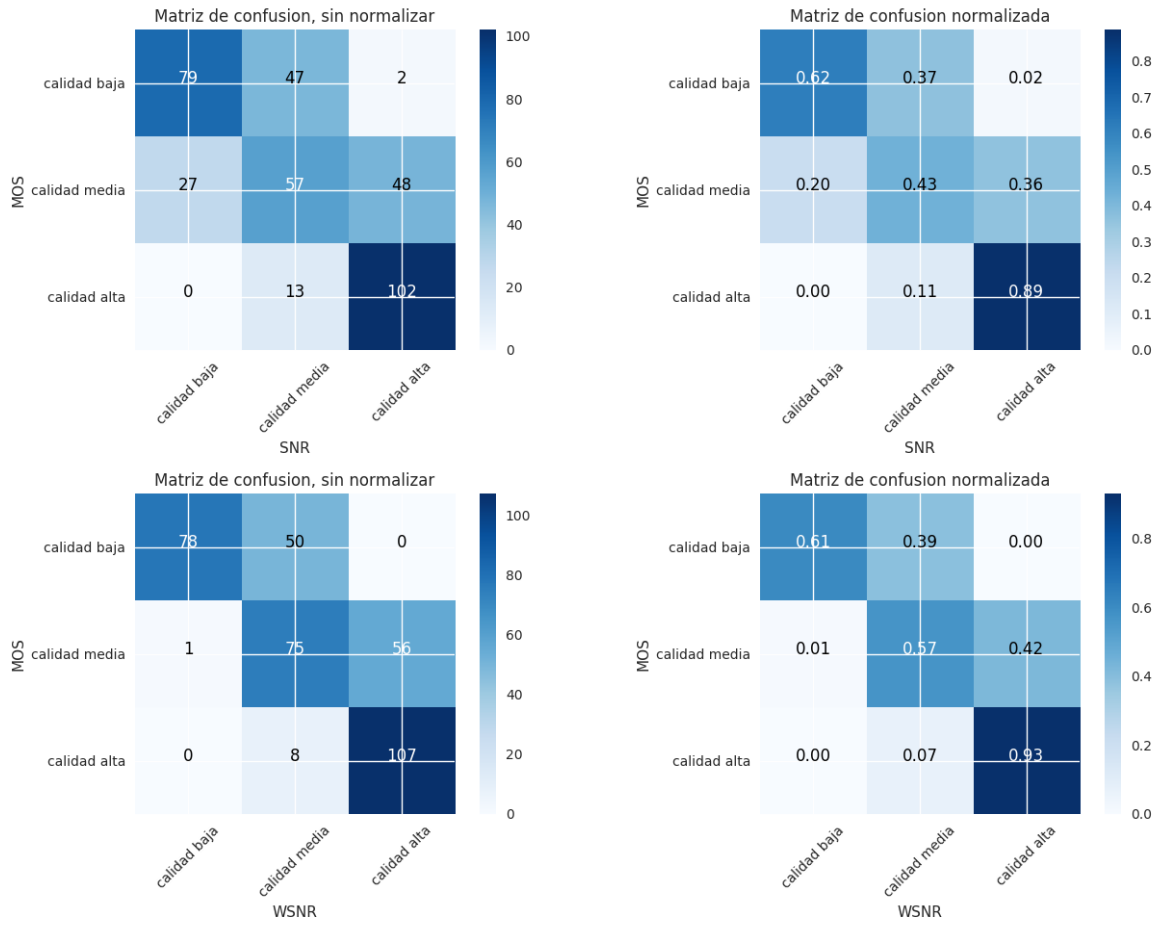 Matriz de confusion, sin normalizar
100
80
60
40
20
0
MOS
calidad baja
79 47 2
calidad media
27 57 48
calidad alta
0 13 102
calidad baja
calidad media
calidad alta
SNR
Matriz de confusion normalizada
0.8
0.7
0.6
0.5
0.4
0.3
0.2
0.1
0.0
MOS
calidad baja
0.62 0.37 0.02
calidad media
0.20 0.43 0.36
calidad alta
0.00 0.11 0.89
calidad baja
calidad media
calidad alta
SNR
Matriz de confusion, sin normalizar
100
80
60
40
20
0
MOS
calidad baja
78 50 0
calidad media
1 75 56
calidad alta
0 8 107
calidad baja
calidad media
calidad alta
WSNR
Matriz de confusion normalizada
0.8
0.6
0.4
0.2
0.0
MOS
calidad baja
0.61 0.39 0.00
calidad media
0.01 0.57 0.42
calidad alta
0.00 0.07 0.93
calidad baja
calidad media
calidad alta
WSNR